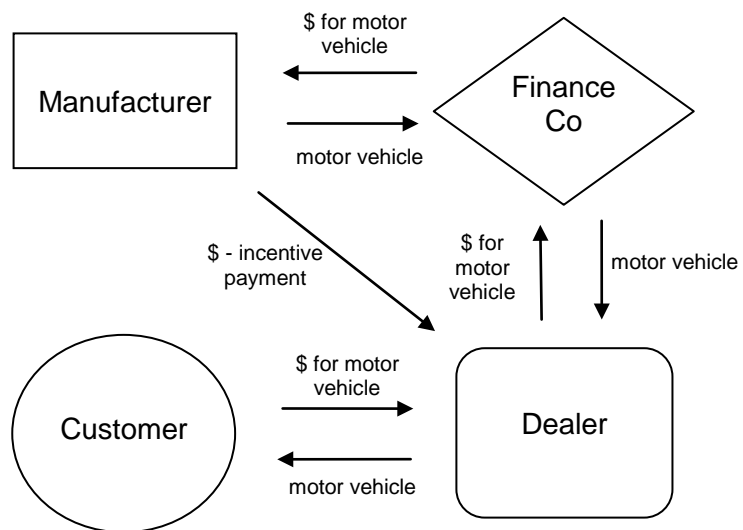 $ for motor
vehicle
Manufacturer
Finance
Co
motor vehicle
$ - incentive
payment
$ for
motor
vehicle
motor vehicle
$ for motor
vehicle
Customer
Dealer
motor vehicle